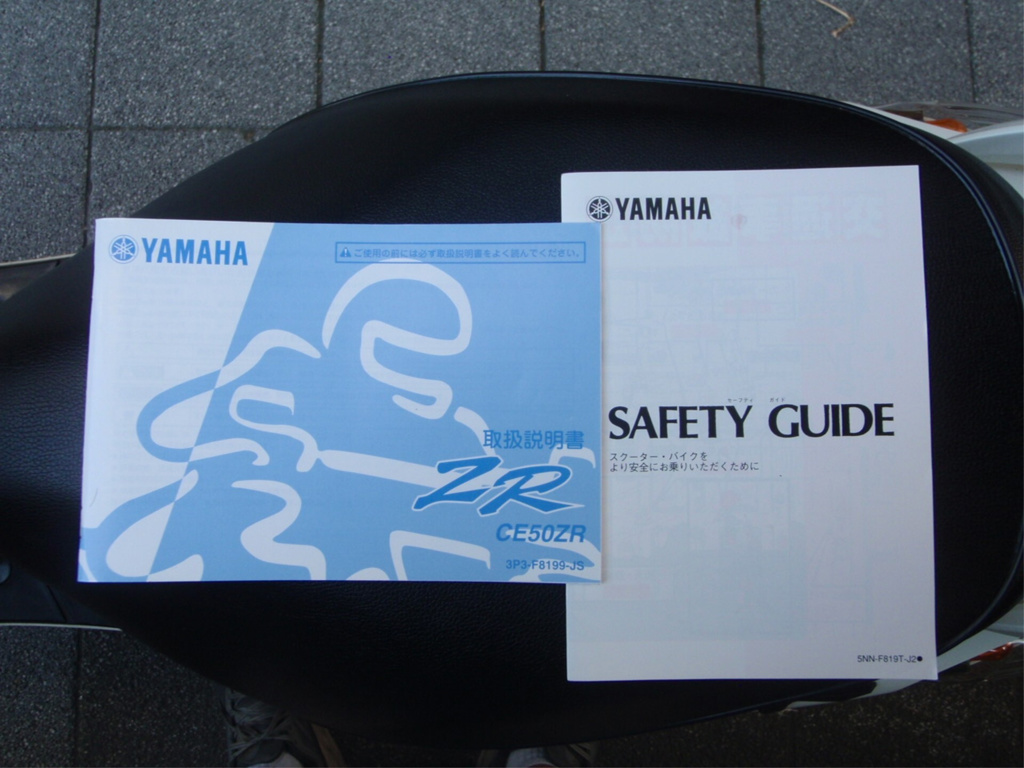 YAMAHA
ご使用の前には必ず取扱説明書をよく読んでください。
取扱説明書
ZR
CE50ZR
3P3-F8199-JS
YAMAHA
セーフティ ガイド
SAFETY GUIDE
スクーター・バイクを
より安全にお乗りいただくために
5NN-F819T-J2●